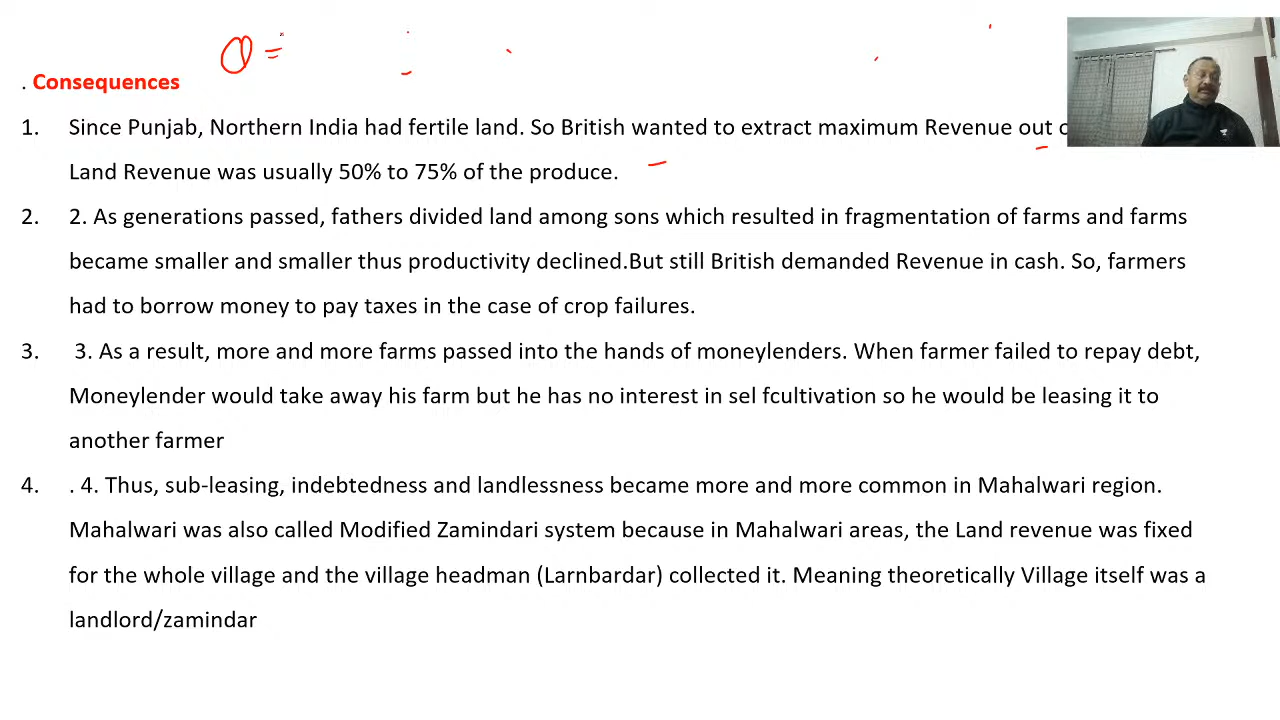 . Consequences
1. Since Punjab, Northern India had fertile land. So British wanted to extract maximum Revenue out
Land Revenue was usually 50% to 75% of the produce.
2. 2. As generations passed, fathers divided land among sons which resulted in fragmentation of farms and farms
became smaller and smaller thus productivity declined.But still British demanded Revenue in cash. So, farmers
had to borrow money to pay taxes in the case of crop failures.
3. 3. As a result, more and more farms passed into the hands of moneylenders. When farmer failed to repay debt,
Moneylender would take away his farm but he has no interest in sel fcultivation so he would be leasing it to
another farmer
4. . 4. Thus, sub-leasing, indebtedness and landlessness became more and more common in Mahalwari region.
Mahalwari was also called Modified Zamindari system because in Mahalwari areas, the Land revenue was fixed
for the whole village and the village headman (Larnbardar) collected it. Meaning theoretically Village itself was a
landlord/zamindar